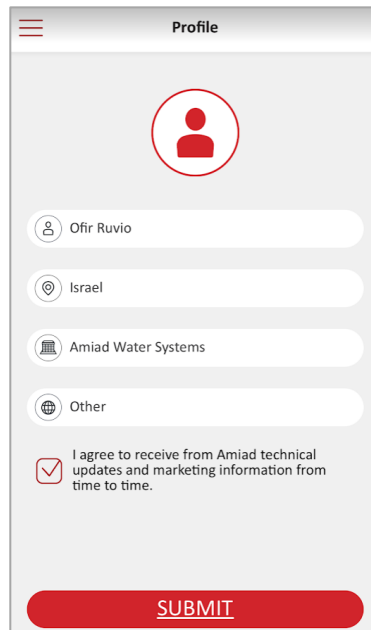 Profile
Ofir Ruvio
Israel
Amiad Water Systems
Other
I agree to receive from Amiad technical
updates and marketing information from
time to time.
SUBMIT